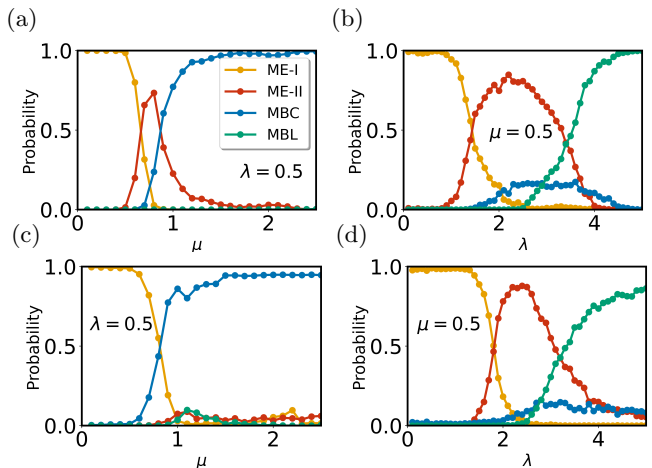 (a)
(b)
1.0
0.5
0.0
Probability
ME-I
ME-II
MBC
MBL
λ = 0.5
0
1
2
μ
1.0
0.5
0.0
Probability
μ = 0.5
0
2
4
λ
(c)
(d)
1.0
0.5
0.0
Probability
λ = 0.5
0
1
2
μ
1.0
0.5
0.0
Probability
μ = 0.5
0
2
4
λ